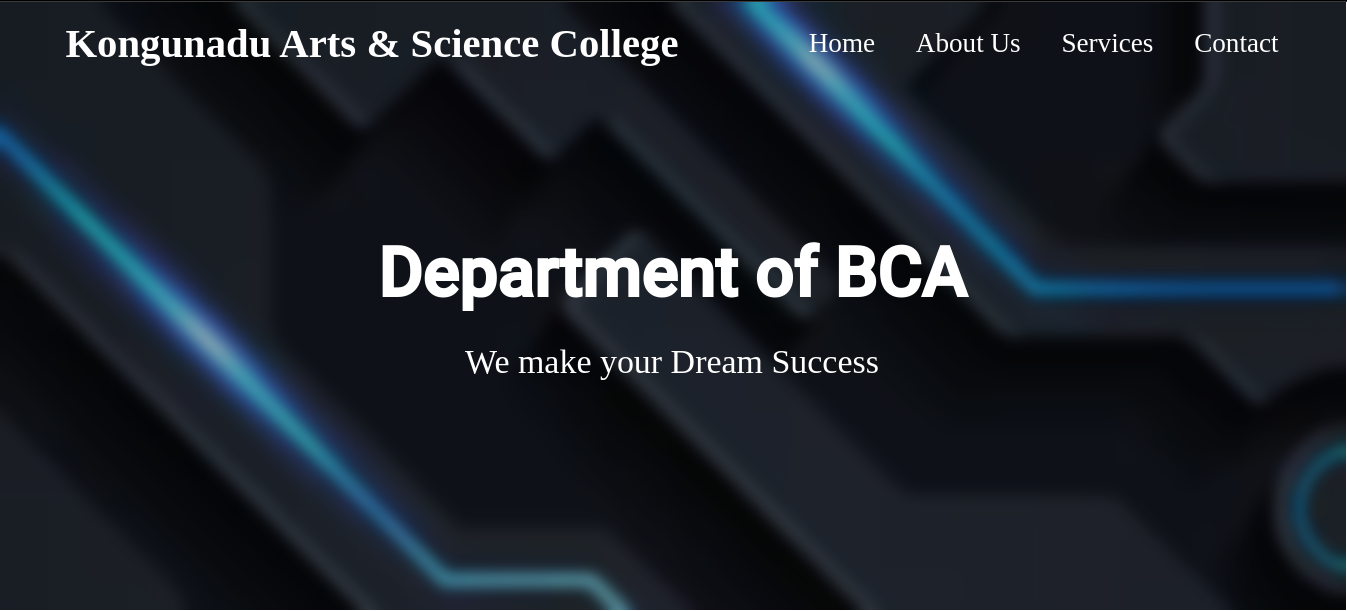 Kongunadu Arts & Science College
Home About Us Services Contact
Department of BCA
We make your Dream Success